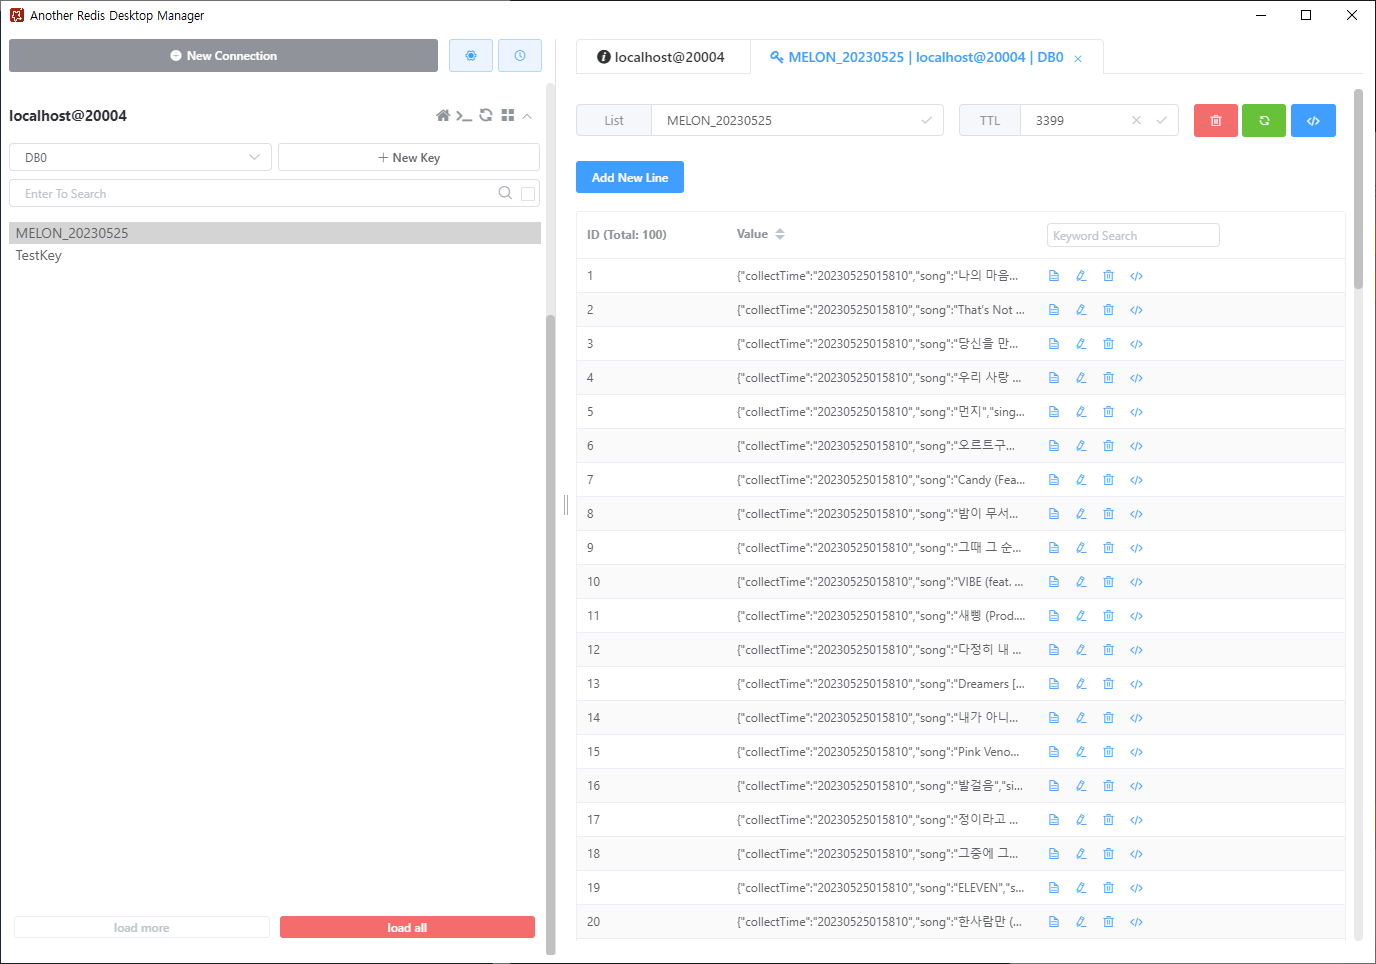 Another Redis Desktop Manager
New Connection
localhost@20004
DB0
New Key
Enter To Search
MELON_20230525
TestKey
load more
load all
localhost@20004
MELON_20230525 | localhost@20004 | DB0
List
MELON_20230525
TTL
3399
Add New Line
ID (Total: 100)
Value
Keyword Search
1 {"collectTime":"20230525015810","song":"나의 마음...
2 {"collectTime":"20230525015810","song":"That's Not ...
3 {"collectTime":"20230525015810","song":"당신을 만...
4 {"collectTime":"20230525015810","song":"우리 사랑 ...
5 {"collectTime":"20230525015810","song":"먼지","sing...
6 {"collectTime":"20230525015810","song":"오르트구...
7 {"collectTime":"20230525015810","song":"Candy (Fea...
8 {"collectTime":"20230525015810","song":"밤이 무서...
9 {"collectTime":"20230525015810","song":"그때 그 순...
10 {"collectTime":"20230525015810","song":"VIBE (feat. ...
11 {"collectTime":"20230525015810","song":"새삥 (Prod....
12 {"collectTime":"20230525015810","song":"다정히 내 ...
13 {"collectTime":"20230525015810","song":"Dreamers [...
14 {"collectTime":"20230525015810","song":"내가 아니...
15 {"collectTime":"20230525015810","song":"Pink Veno...
16 {"collectTime":"20230525015810","song":"발걸음","si...
17 {"collectTime":"20230525015810","song":"정이라고 ...
18 {"collectTime":"20230525015810","song":"그중에 그...
19 {"collectTime":"20230525015810","song":"ELEVEN","s...
20 {"collectTime":"20230525015810","song":"한사람만 (...